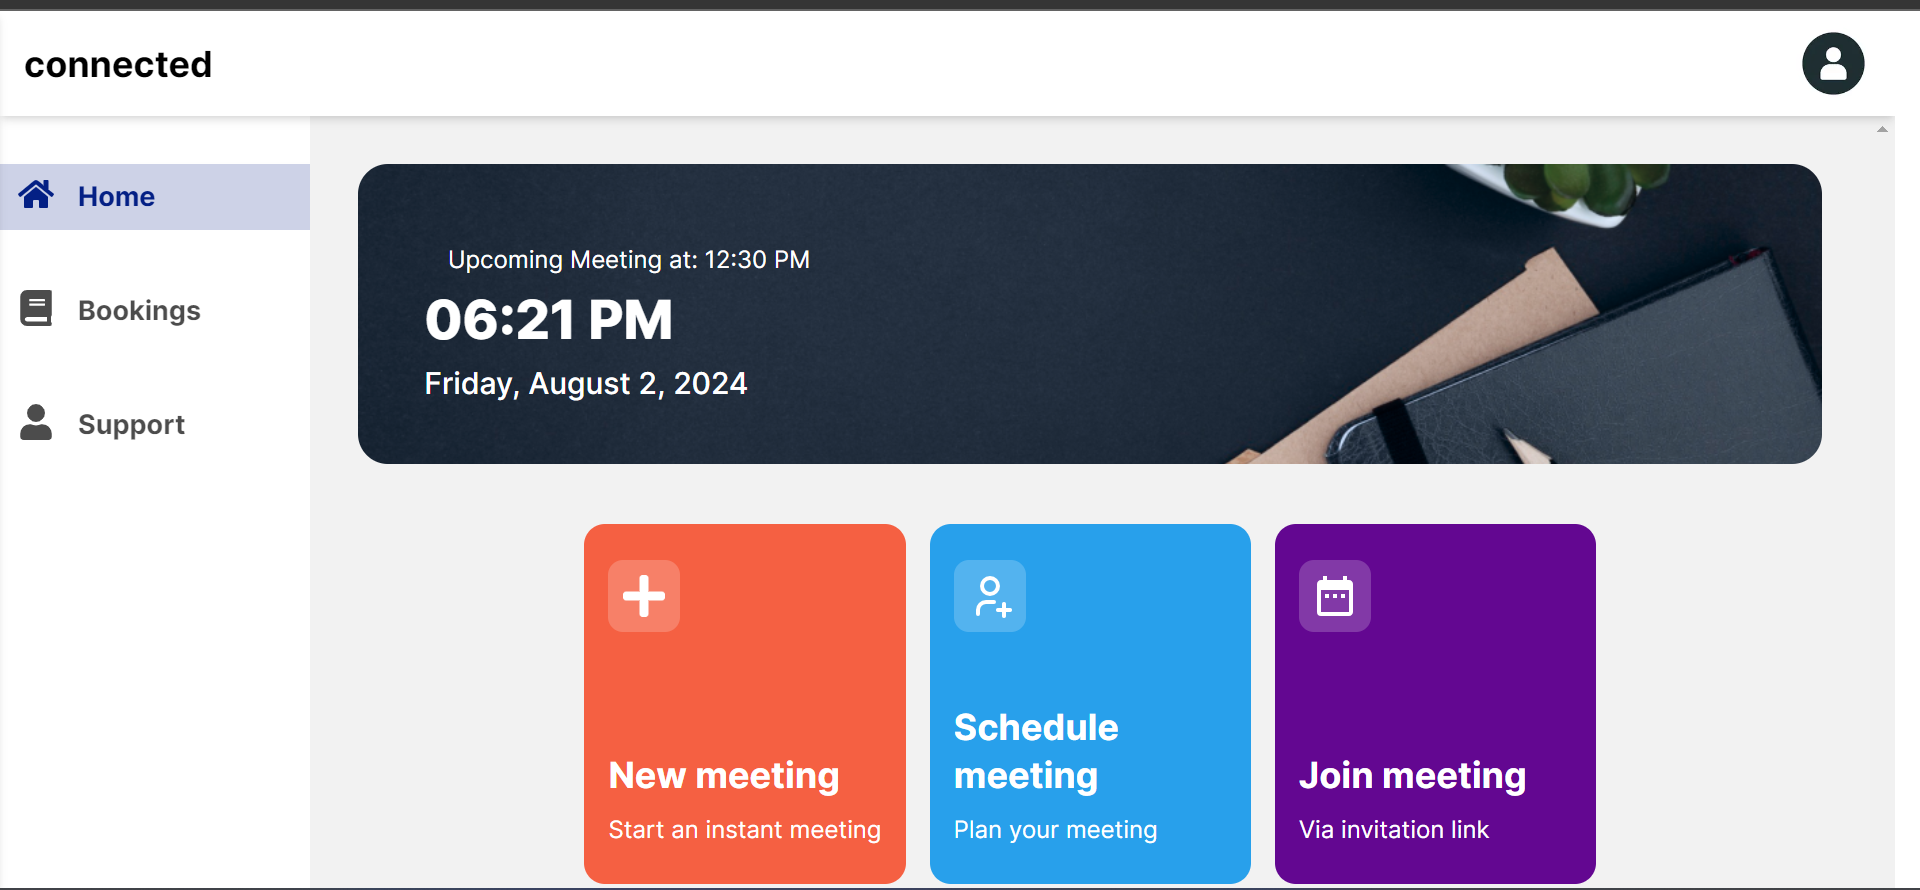 connected
Home
Bookings
Support
Upcoming Meeting at: 12:30 PM
06:21 PM
Friday, August 2, 2024
New meeting
Start an instant meeting
Schedule
meeting
Plan your meeting
Join meeting
Via invitation link